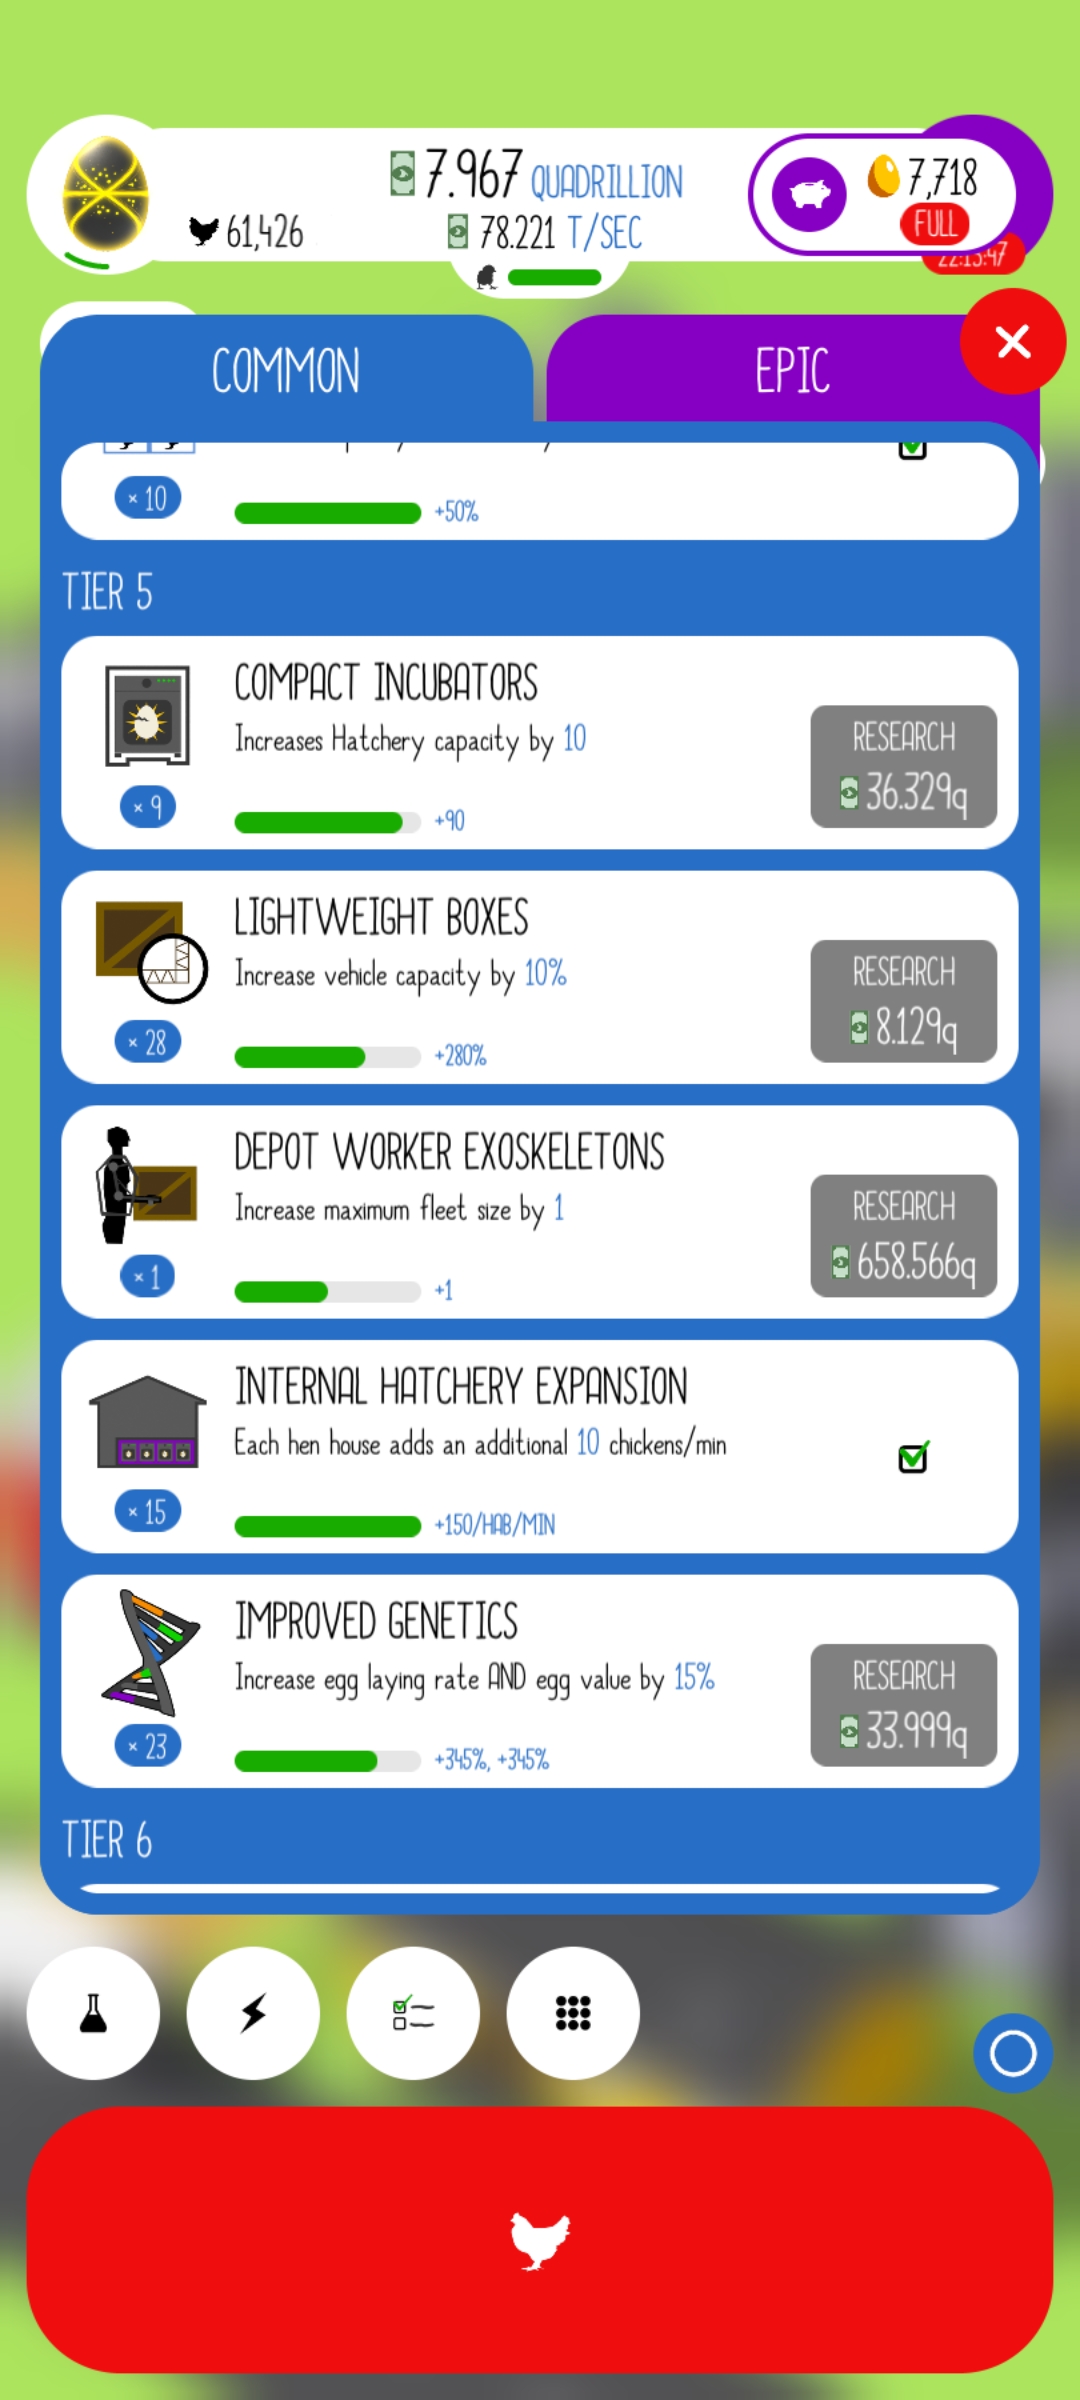 7.967 QUADRILLION
61,426
78.221 T/SEC
7,718
FULL
22:13:47
COMMON
EPIC
× 10
+50%
TIER 5
COMPACT INCUBATORS
Increases Hatchery capacity by 10
RESEARCH
36.329q
× 9
+90
LIGHTWEIGHT BOXES
Increase vehicle capacity by 10%
RESEARCH
8.129q
× 28
+280%
DEPOT WORKER EXOSKELETONS
Increase maximum fleet size by 1
RESEARCH
658.566q
× 1
+1
INTERNAL HATCHERY EXPANSION
Each hen house adds an additional 10 chickens/min
× 15
+150/HAB/MIN
IMPROVED GENETICS
Increase egg laying rate AND egg value by 15%
RESEARCH
33.999q
× 23
+345%, +345%
TIER 6